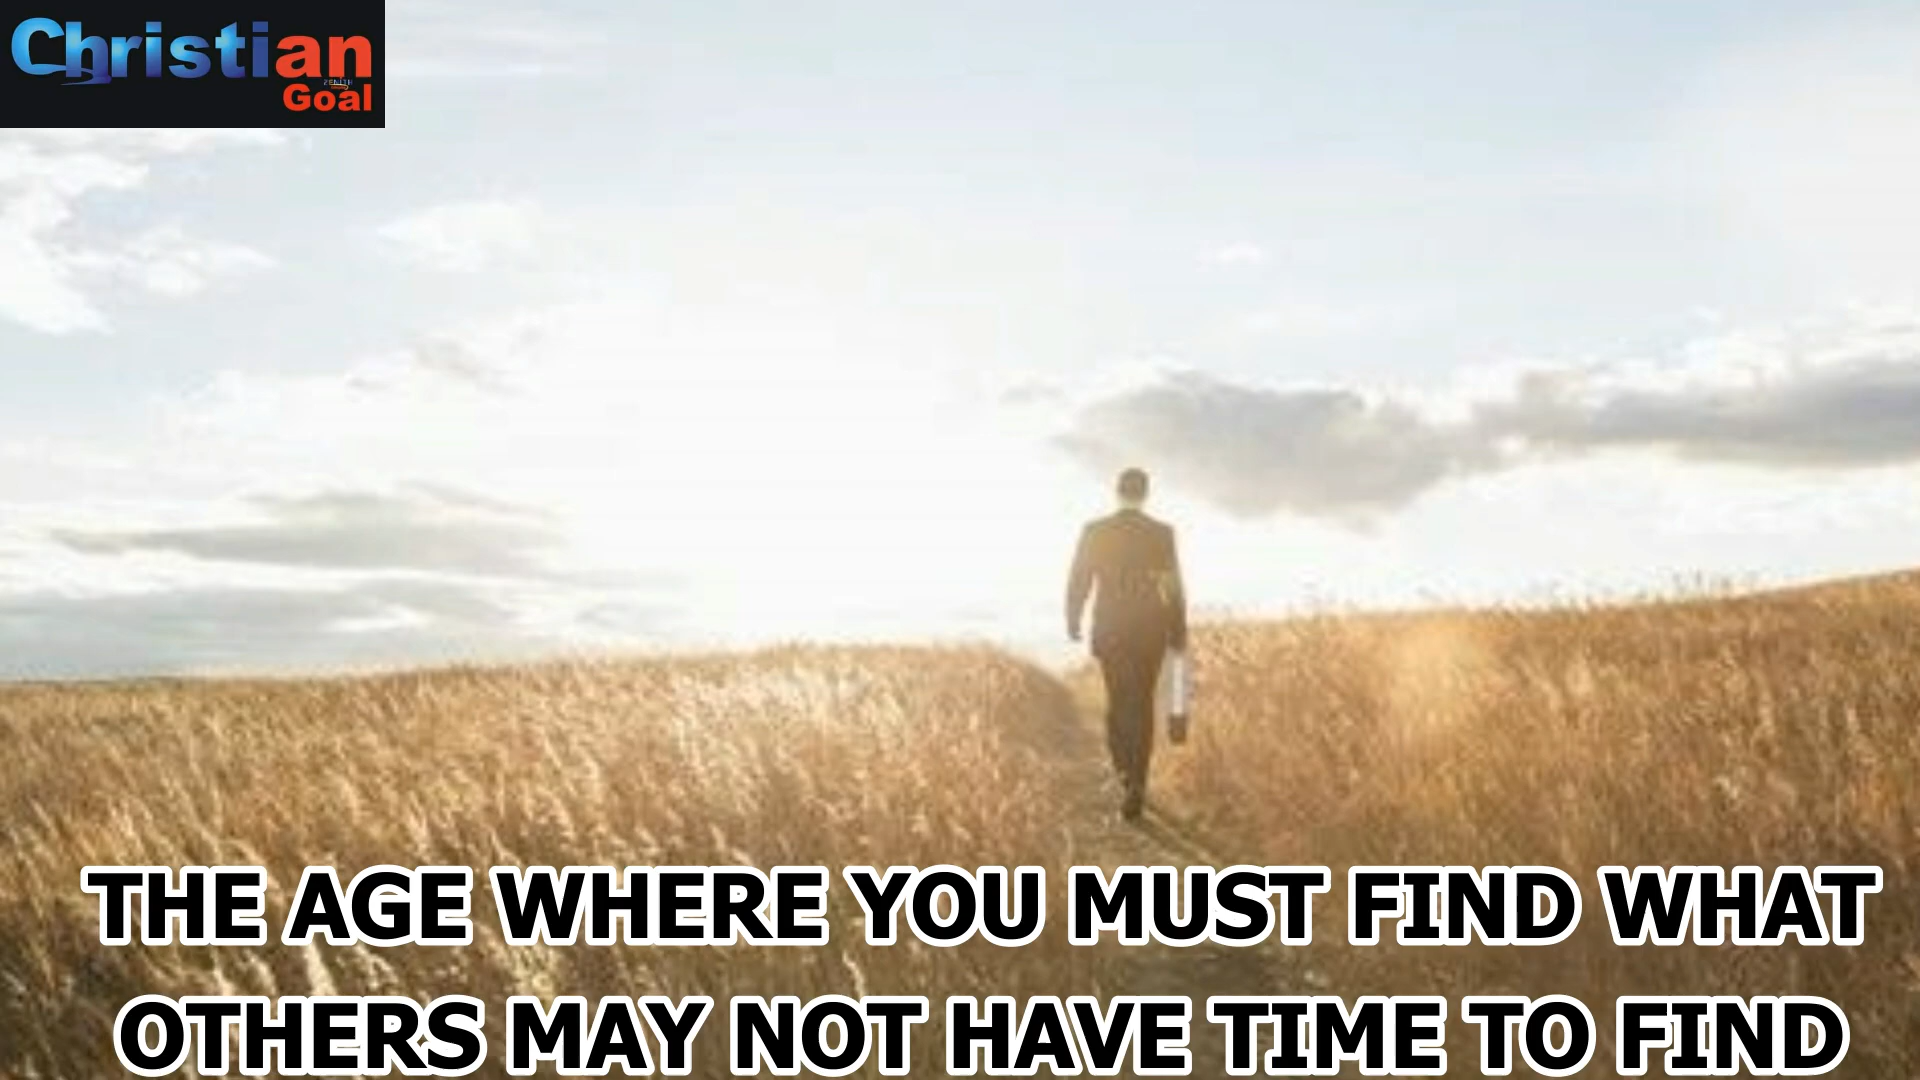 Christian
Goal
THE AGE WHERE YOU MUST FIND WHAT
OTHERS MAY NOT HAVE TIME TO FIND